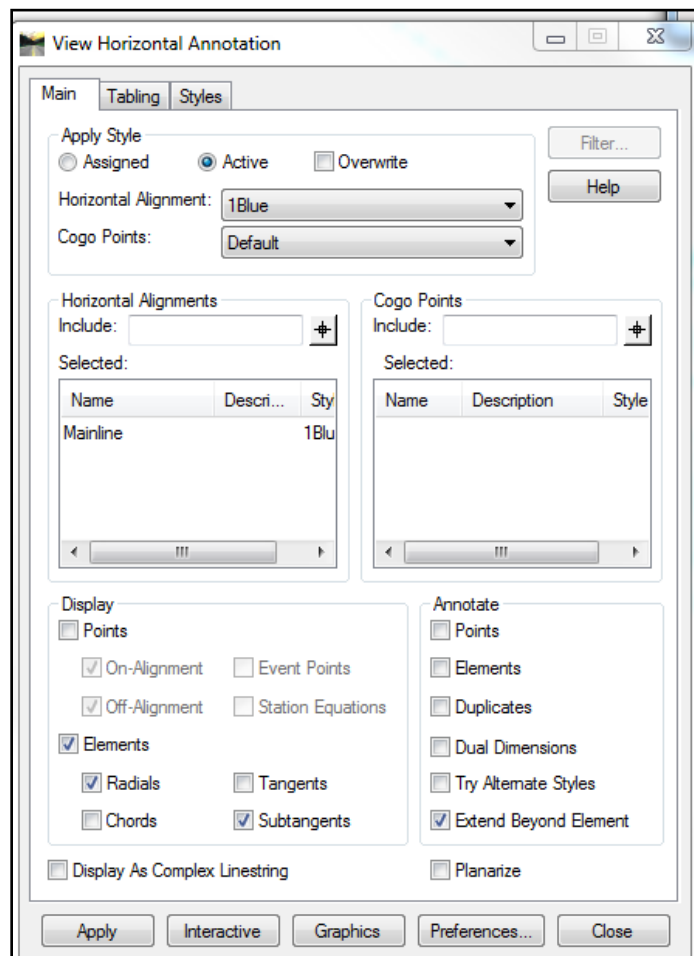 View Horizontal Annotation
Main Tabling Styles
Apply Style
Assigned Active Overwrite
Filter...
Help
Horizontal Alignment: 1Blue
Cogo Points: Default
Horizontal Alignments
Include:
Selected:
Name Descri... Styl
Mainline 1Blu
Cogo Points
Include:
Selected:
Name Description Style
Display
Points
On-Alignment Event Points
Off-Alignment Station Equations
Elements
Radials Tangents
Chords Subtangents
Display As Complex Linestring
Annotate
Points
Elements
Duplicates
Dual Dimensions
Try Alternate Styles
Extend Beyond Element
Planarize
Apply Interactive Graphics Preferences... Close